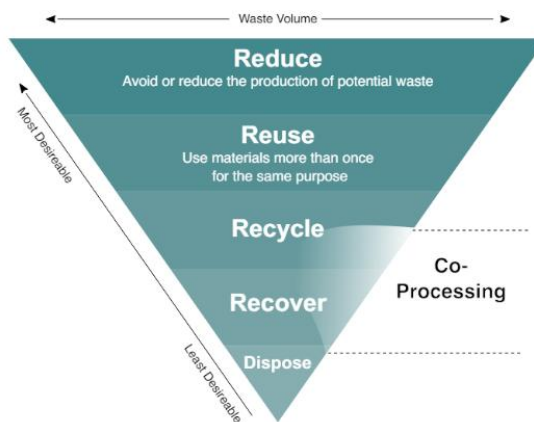 Waste Volume
Reduce
Avoid or reduce the production of potential waste
Most Desireable
Reuse
Use materials more than once
for the same purpose
Recycle
Co-
Processing
Recover
Least Desireable
Dispose